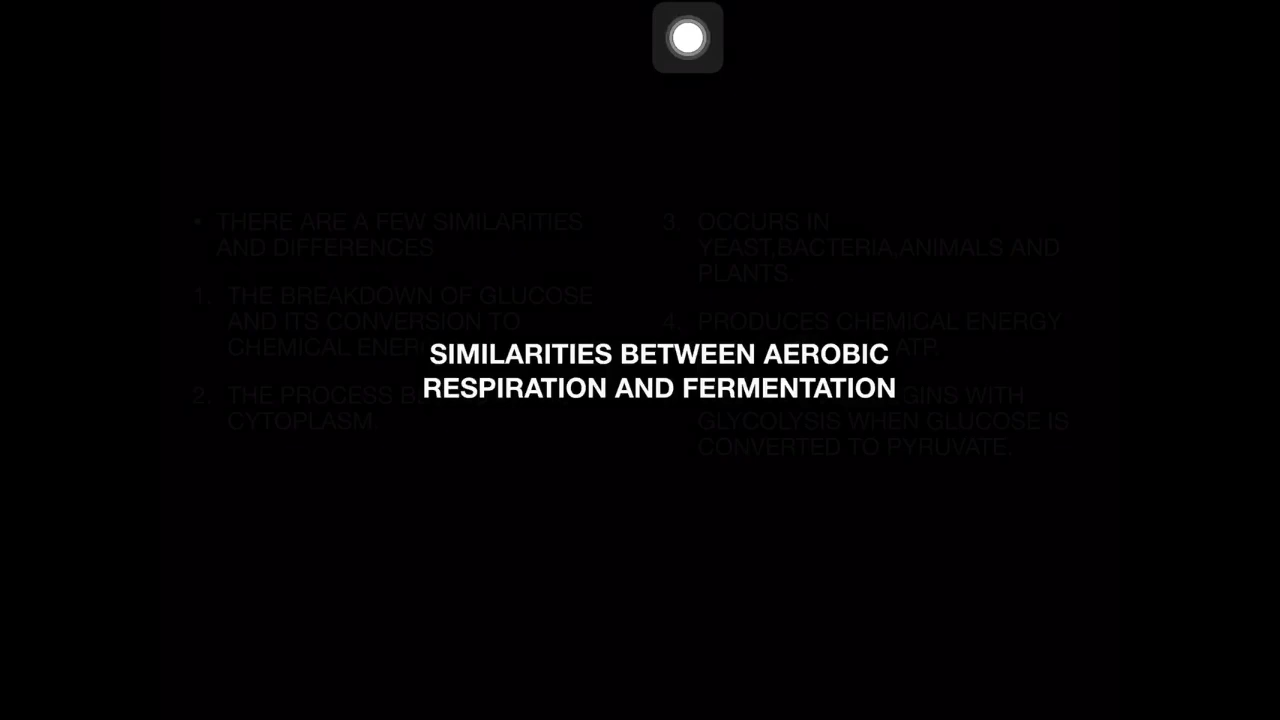 • THERE ARE A FEW SIMILARITIES
AND DIFFERENCES
1. THE BREAKDOWN OF GLUCOSE
AND ITS CONVERSION TO
CHEMICAL
2. THE PROCESS
CYTOPLASM
3. OCCURS IN
YEAST,BACTERIA,ANIMALS AND
PLANTS.
4. PRODUCES CHEMICAL ENERGY
ATP.
WITH
GLYCOLYSIS WHEN GLUCOSE IS
CONVERTED TO PYRUVATE.
SIMILARITIES BETWEEN AEROBIC
RESPIRATION AND FERMENTATION